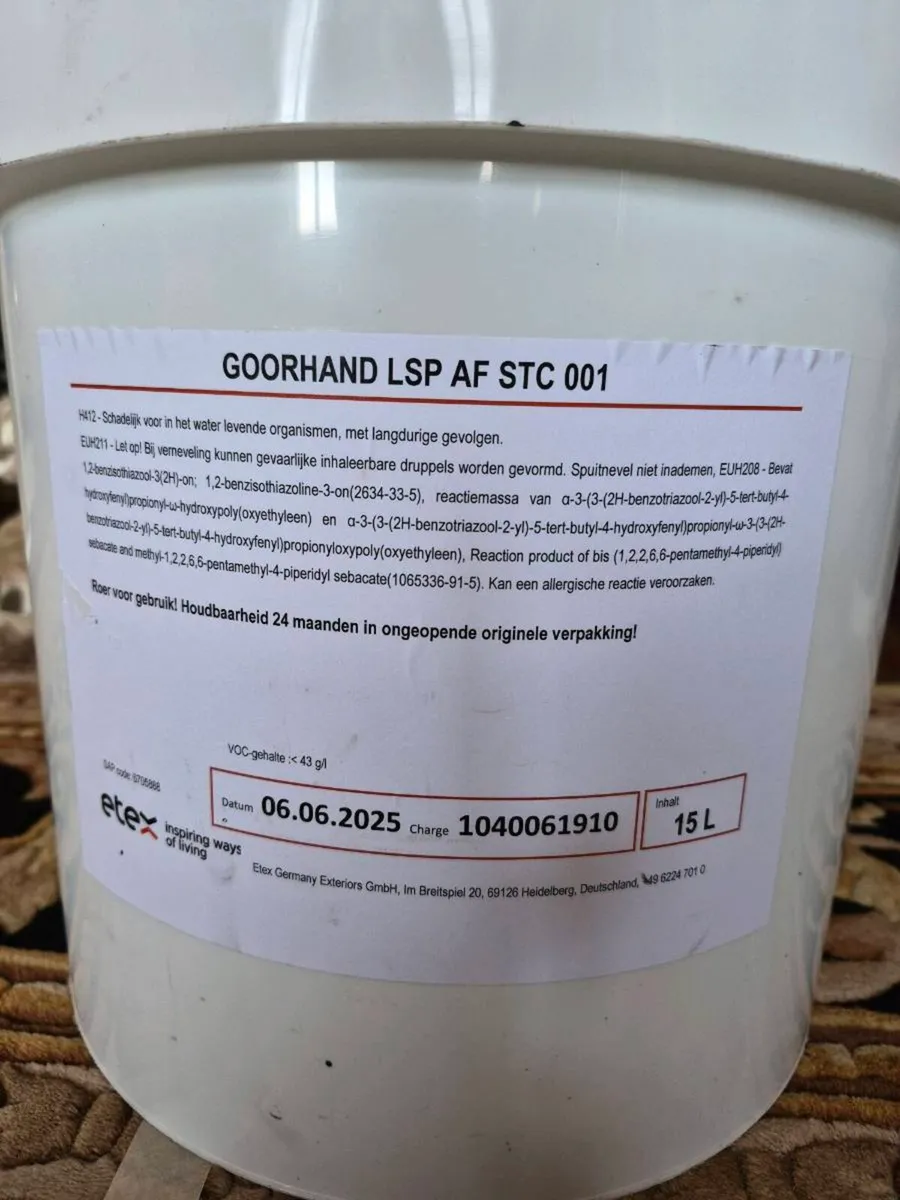 GOORHAND LSP AF STC 001
H412 - Schadelijk voor in het water levende organismen, met langdurige gevolgen.
EUH211 - Let op! Bij verneveling kunnen gevaarlijke inhaleerbare druppels worden gevormd. Spuitnevel niet inademen, EUH208 - Bevat
1,2-benzisothiazool-3(2H)-on; 1,2-benzisothiazoline-3-on(2634-33-5), reactiemassa van α-3-(3-(2H-benzotriazool-2-yl)-5-tert-butyl-4-
hydroxyfenyl)propionyl-ω-hydroxypoly(oxyethyleen) en α-3-(3-(2H-benzotriazool-2-yl)-5-tert-butyl-4-hydroxyfenyl)propionyl-ω-3-(3-(2H-
benzotriazool-2-yl)-5-tert-butyl-4-hydroxyfenyl)propionyloxypoly(oxyethyleen), Reaction product of bis (1,2,2,6,6-pentamethyl-4-piperidyl)
sebacate and methyl-1,2,2,6,6-pentamethyl-4-piperidyl sebacate(1065336-91-5). Kan een allergische reactie veroorzaken.
Roer voor gebruik! Houdbaarheid 24 maanden in ongeopende originele verpakking!
VOC-gehalte :< 43 g/l
SAP code:
Datum 06.06.2025 Charge 1040061910
Inhalt
15 L
etex inspiring ways
of living
Etex Germany Exteriors GmbH, Im Breitspiel 20, 69126 Heidelberg, Deutschland, 49 6224 701 0